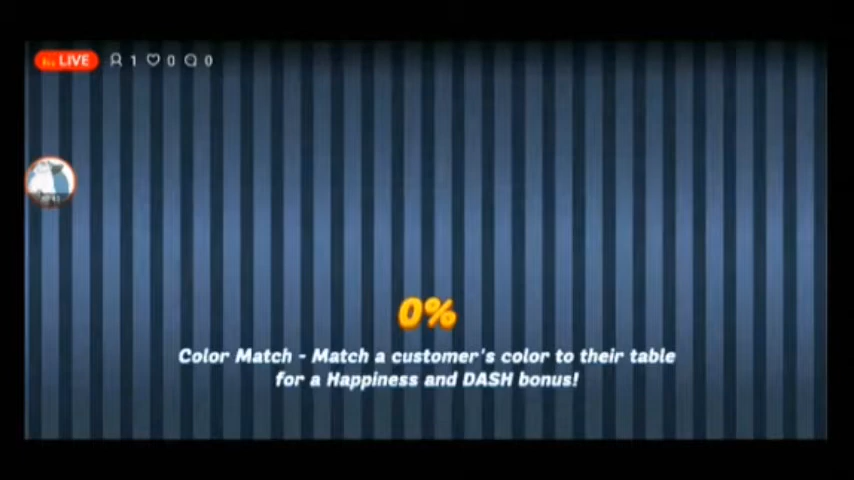 LIVE 1 0 0
0%
Color Match - Match a customer's color to their table
for a Happiness and DASH bonus!